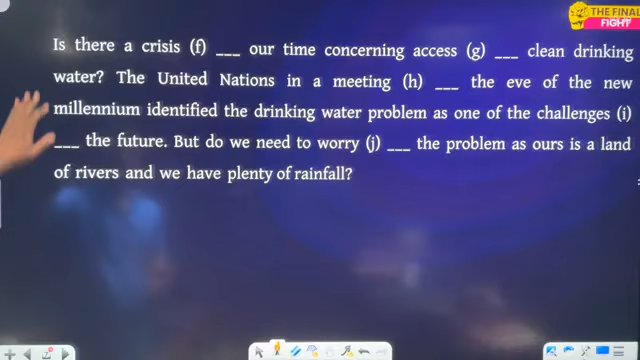 THE FINAL
FIGHT
Is there a crisis (f) ___ our time concerning access (g) ___ clean drinking
water? The United Nations in a meeting (h) ___ the eve of the new
millennium identified the drinking water problem as one of the challenges (i)
___ the future. But do we need to worry (j) ___ the problem as ours is a land
of rivers and we have plenty of rainfall?